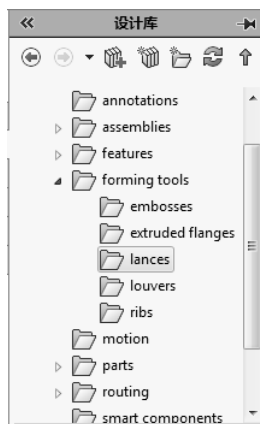 设计库
annotations
assemblies
features
forming tools
embosses
extruded flanges
lances
louvers
ribs
motion
parts
routing
smart components